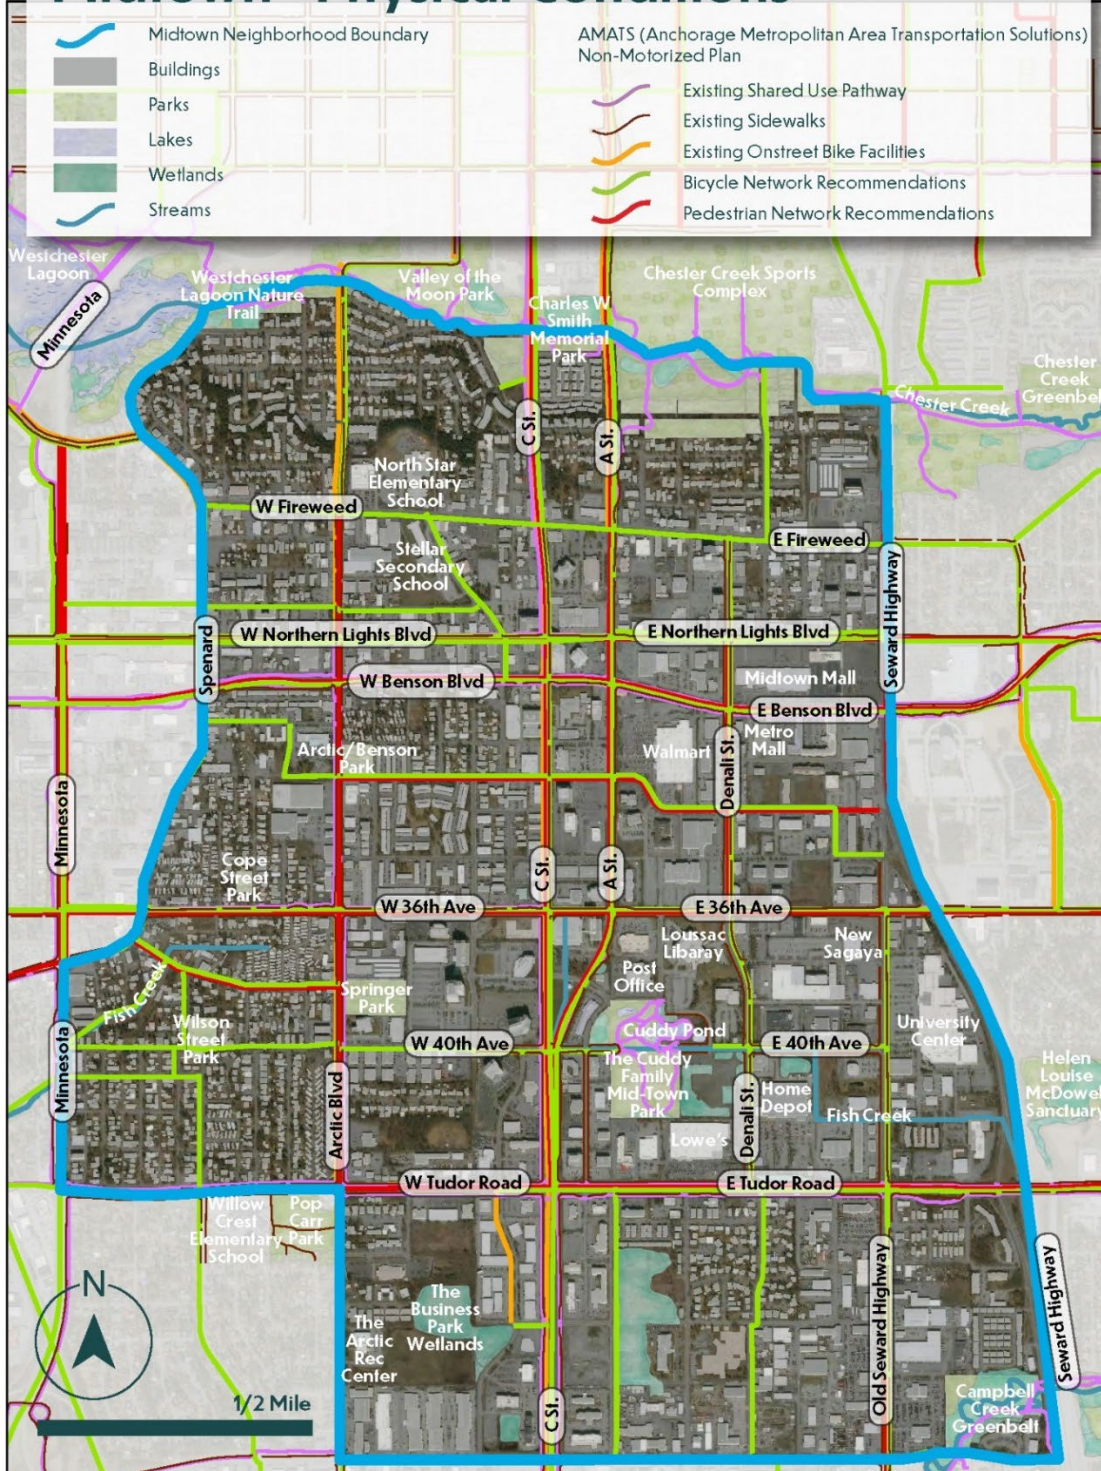 Midtown - Physical Conditions
Midtown Neighborhood Boundary
Buildings
Parks
Lakes
Wetlands
Streams
AMATS (Anchorage Metropolitan Area Transportation Solutions)
Non-Motorized Plan
Existing Shared Use Pathway
Existing Sidewalks
Existing Onstreet Bike Facilities
Bicycle Network Recommendations
Pedestrian Network Recommendations
Westchester
Lagoon
Minnesota
Westchester
Lagoon Nature
Trail
Valley of the
Moon Park
Charles W
Smith
Memorial
Park
Chester Creek Sports
Complex
Chester
Creek
Greenbel
Chester Creek
C St.
A St.
North Star
Elementary
School
W Fireweed
E Fireweed
Stellar
Secondary
School
Seward Highway
Spenard
W Northern Lights Blvd
E Northern Lights Blvd
W Benson Blvd
Midtown Mall
E Benson Blvd
Arctic/Benson
Park
Walmart
Denali St.
Metro
Mall
Minnesota
Cope
Street
Park
C St.
A St.
W 36th Ave
E 36th Ave
Loussac
Libaray
New
Sagaya
Post
Office
Fish Creek
Springer
Park
Wilson
Street
Park
Cuddy Pond
University
Center
W 40th Ave
E 40th Ave
Minnesota
Arctic Blvd
The Cuddy
Family
Mid-Town
Park
Denali St.
Home
Depot
Fish Creek
Helen
Louise
McDowel
Sanctuary
Lowe's
W Tudor Road
E Tudor Road
Willow
Crest
Elementary
School
Pop
Carr
Park
N
1/2 Mile
The
Business
Park
Wetlands
The
Arctic
Rec
Center
C St.
Old Seward Highway
Seward Highway
Campbell
Creek
Greenbelt